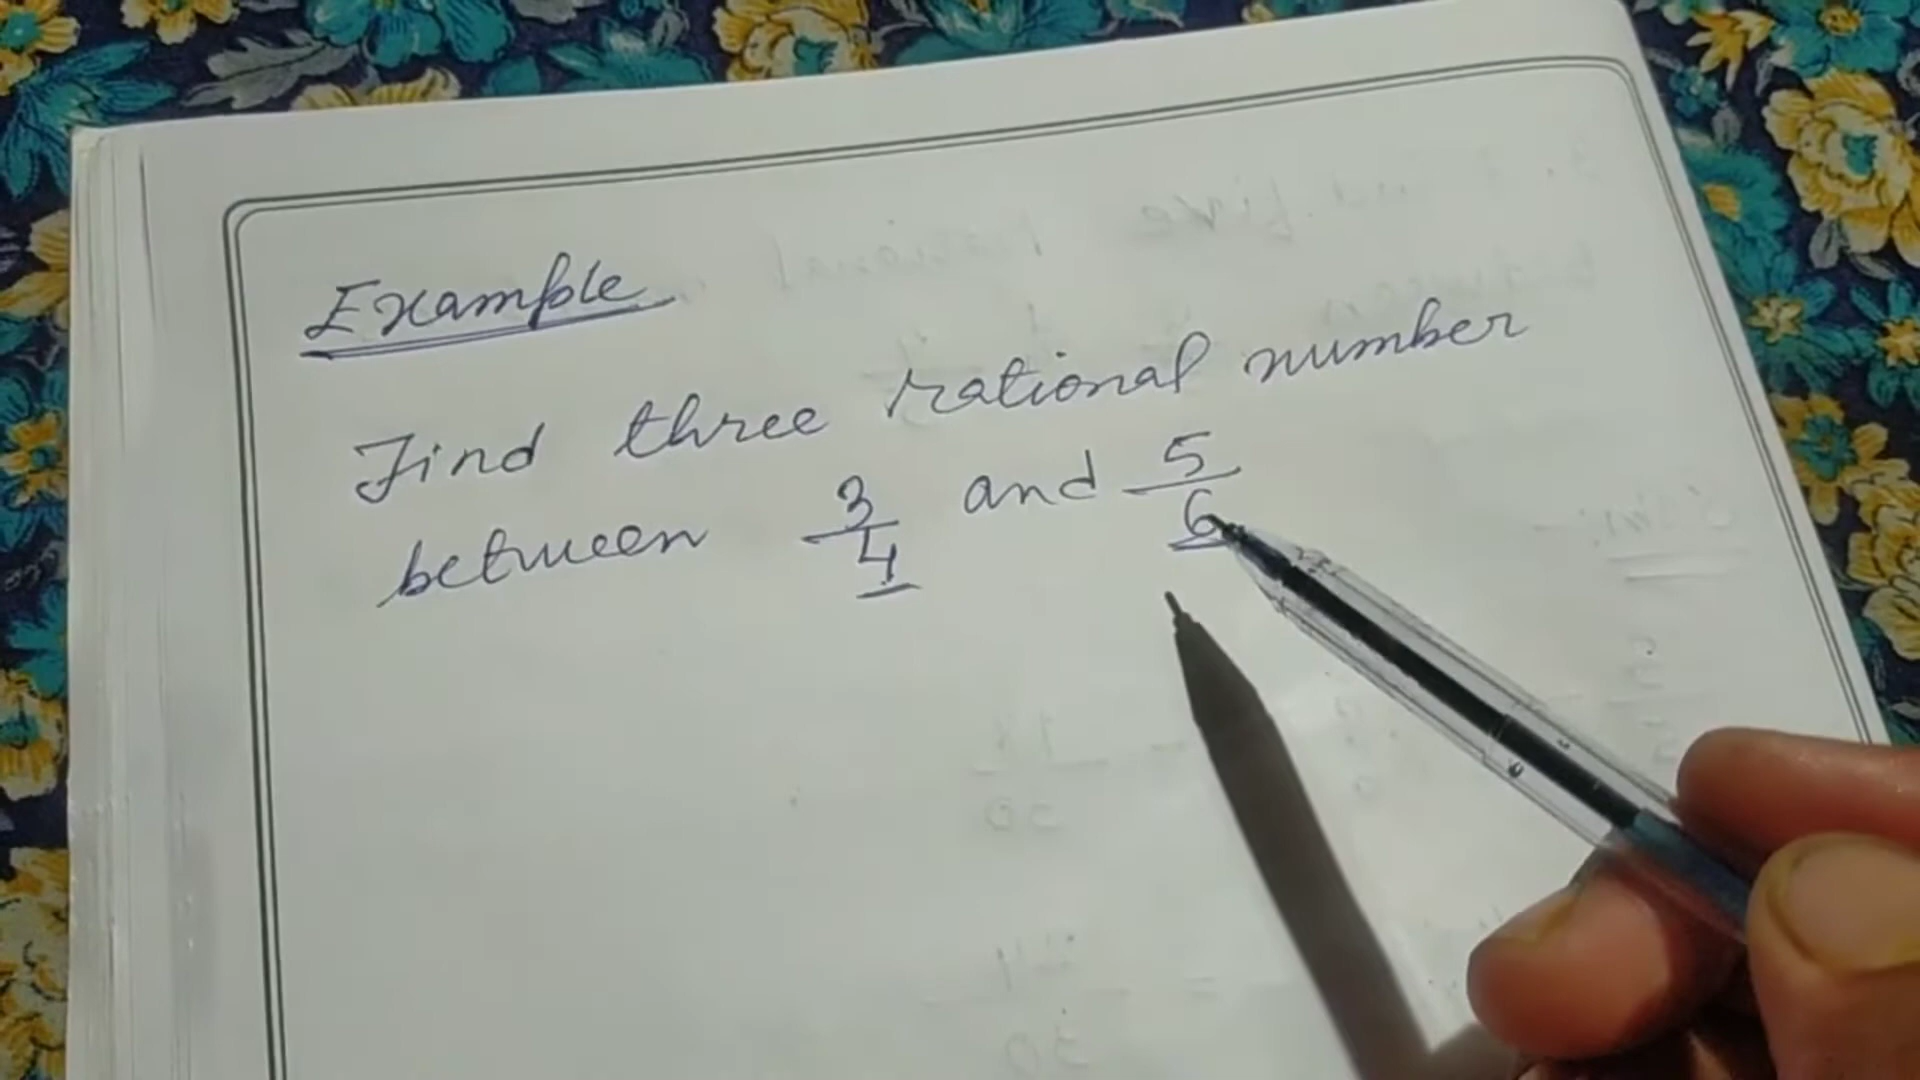 Example
Find three rational number
between 3/4 and 5/6